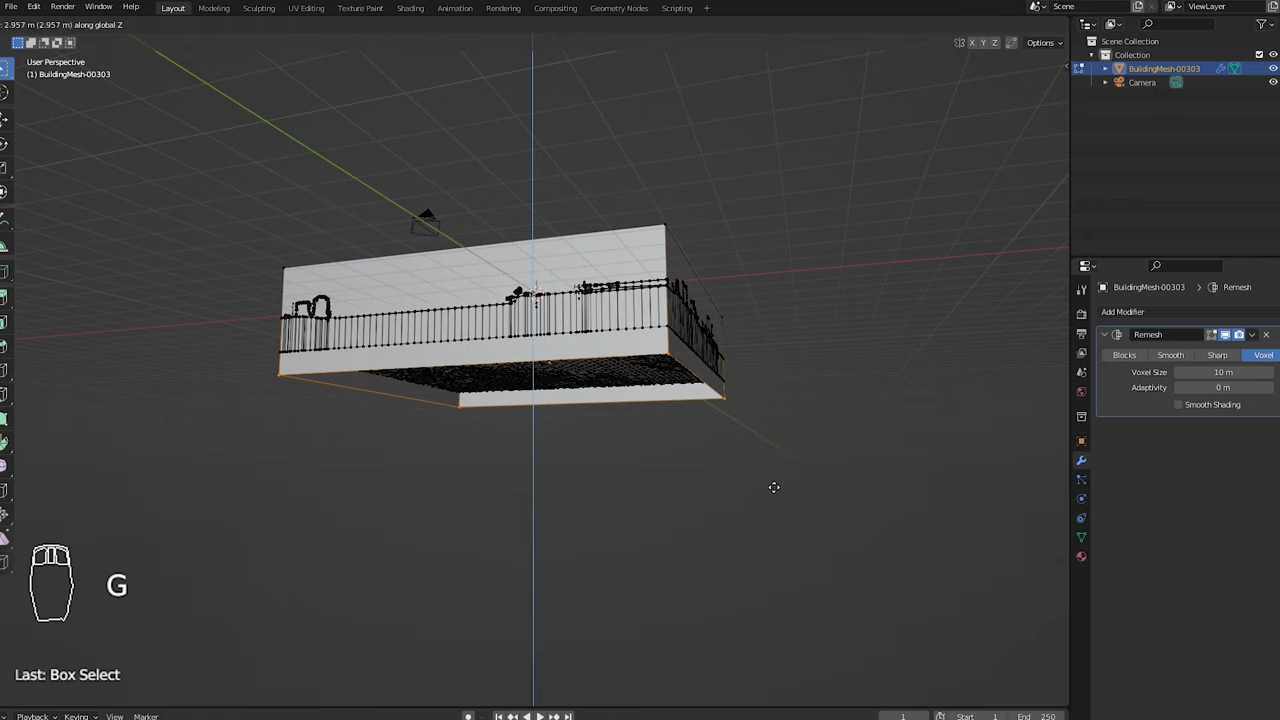 File Edit Render Window Help Layout Modeling Sculpting UV Editing Texture Paint Shading Animation Rendering Compositing Geometry Nodes Scripting + Scene ViewLayer
: 2.957 m (2.957 m) along global Z
X Y Z Options
User Perspective
(1) BuildingMesh-00303
Scene Collection
Collection
BuildingMesh-00303
Camera
BuildingMesh-00303 > Remesh
Add Modifier
Remesh
Blocks Smooth Sharp Voxel
Voxel Size 10 m
Adaptivity 0 m
Smooth Shading
G
Last: Box Select
Playback Keying View Marker 1 Start 1 End 250